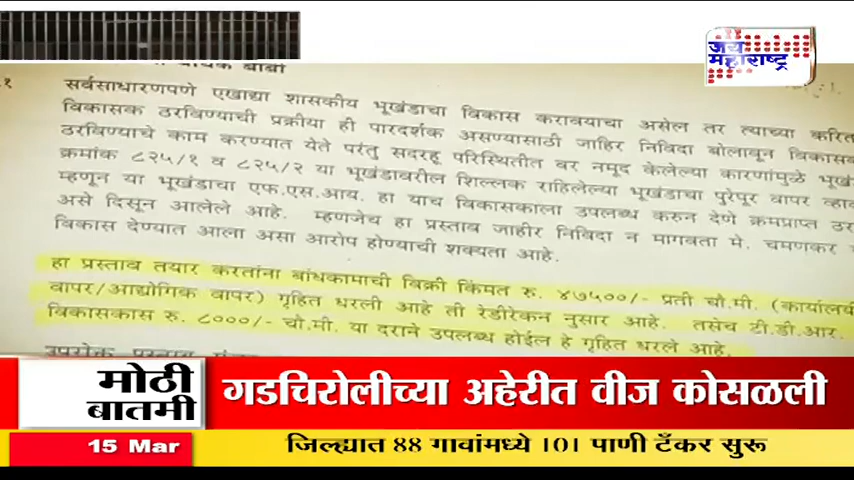 जय
महाराष्ट्र
१
सर्वसाधारणपणे एखाद्या शासकीय भूखंडाचा विकास करावयाचा असेल तर त्याच्या करित
विकासक ठरविण्याची प्रक्रीया ही पारदर्शक असण्यासाठी जाहिर निविदा बोलावून विकासक
ठरविण्याचे काम करण्यात येते परंतु सदरहू परिस्थितीत वर नमूद केलेल्या कारणांमुळे भूखं
क्रमांक ८२५/१ व ८२५/२ या भूखंडावरील शिल्लक राहिलेल्या भूखंडाचा पुरेपूर वापर व्हाव
म्हणून या भूखंडाचा एफ.एस.आय. हा याच विकासकाला उपलब्ध करुन देणे क्रमप्राप्त ठर
असे दिसून आलेले आहे. म्हणजेच हा प्रस्ताव जाहीर निविदा न मागवता मे. चमणकर
विकास देण्यात आला असा आरोप होण्याची शक्यता आहे.
हा प्रस्ताव तयार करतांना बांधकामाची विक्री किंमत रु. ४७५००/- प्रती चौ.मी. (कार्यालयी
वापर/आद्योगिक वापर) गृहित धरली आहे ती रेडीरेकन नुसार आहे. तसेच टी.डी.आर.
विकासकास रु. ८०००/- चौ.मी. या दराने उपलब्ध होईल हे गृहित धरले आहे.
मोठी
बातमी
गडचिरोलीच्या अहेरीत वीज कोसळली
15 Mar
जिल्ह्यात 88 गावांमध्ये 101 पाणी टँकर सुरू